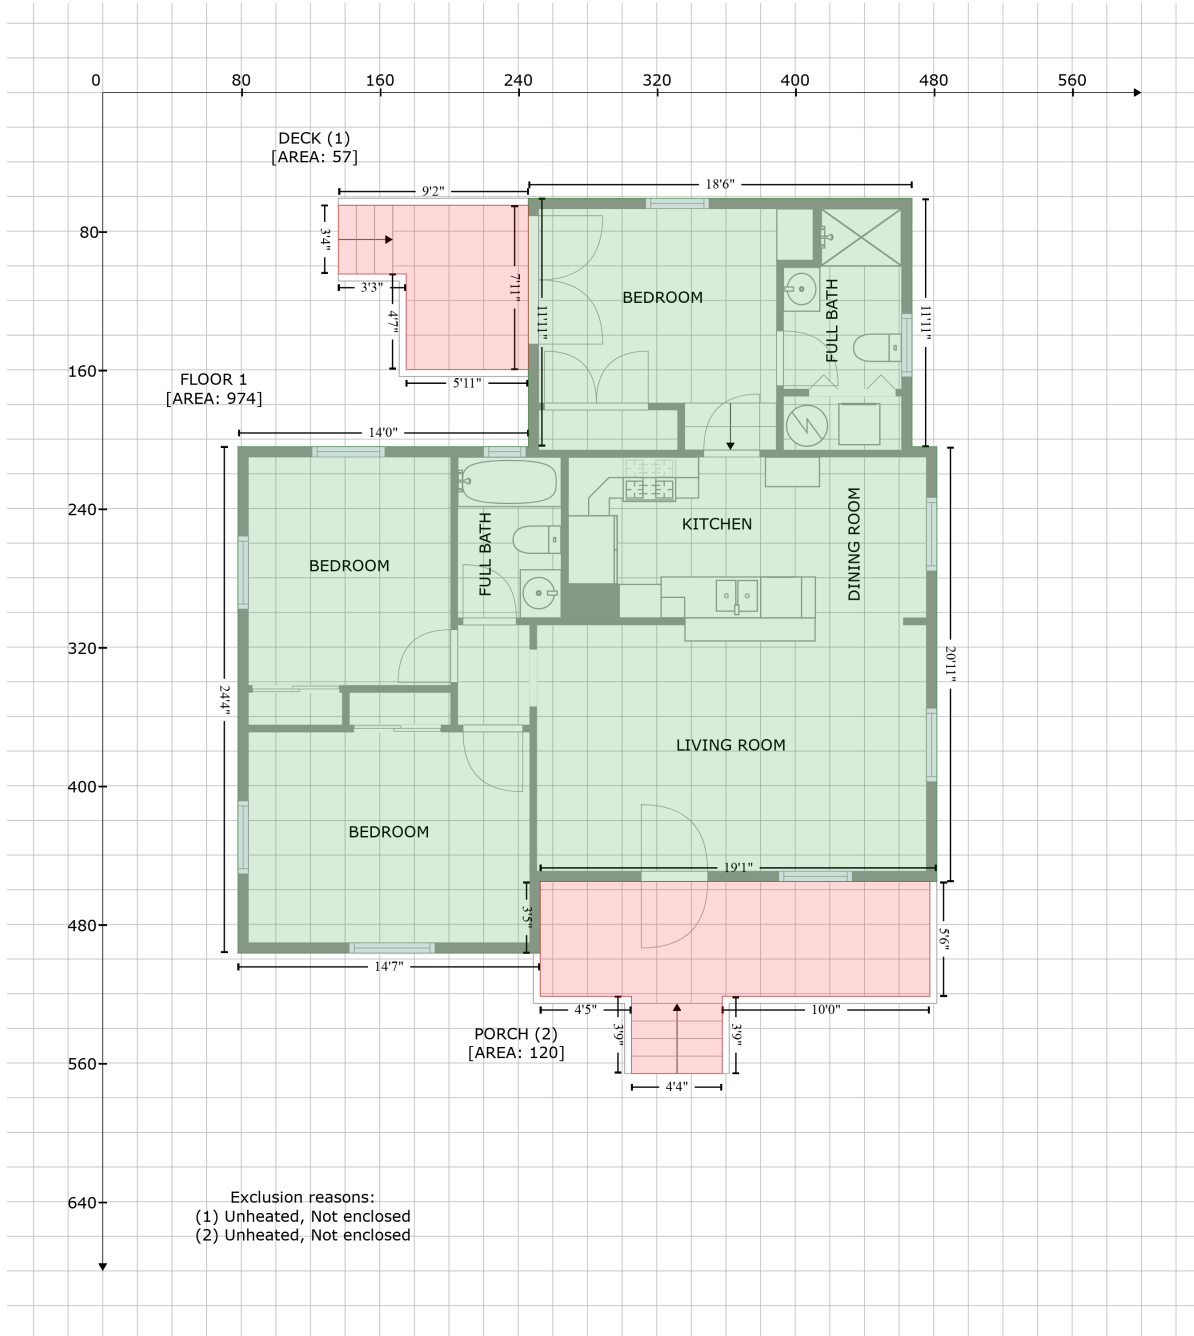 0 80 160 240 320 400 480 560
DECK (1)
[AREA: 57]
9'2"
18'6"
80
3'4"
3'3"
4'7"
7'11"
11'11"
BEDROOM
FULL BATH
11'11"
160
5'11"
FLOOR 1
[AREA: 974]
14'0"
240
KITCHEN
DINING ROOM
FULL BATH
BEDROOM
320
24'4"
20'11"
LIVING ROOM
400
BEDROOM
19'1"
480
3'5"
5'6"
14'7"
4'5"
10'0"
PORCH (2)
[AREA: 120]
3'9"
3'9"
560
4'4"
640
Exclusion reasons:
(1) Unheated, Not enclosed
(2) Unheated, Not enclosed